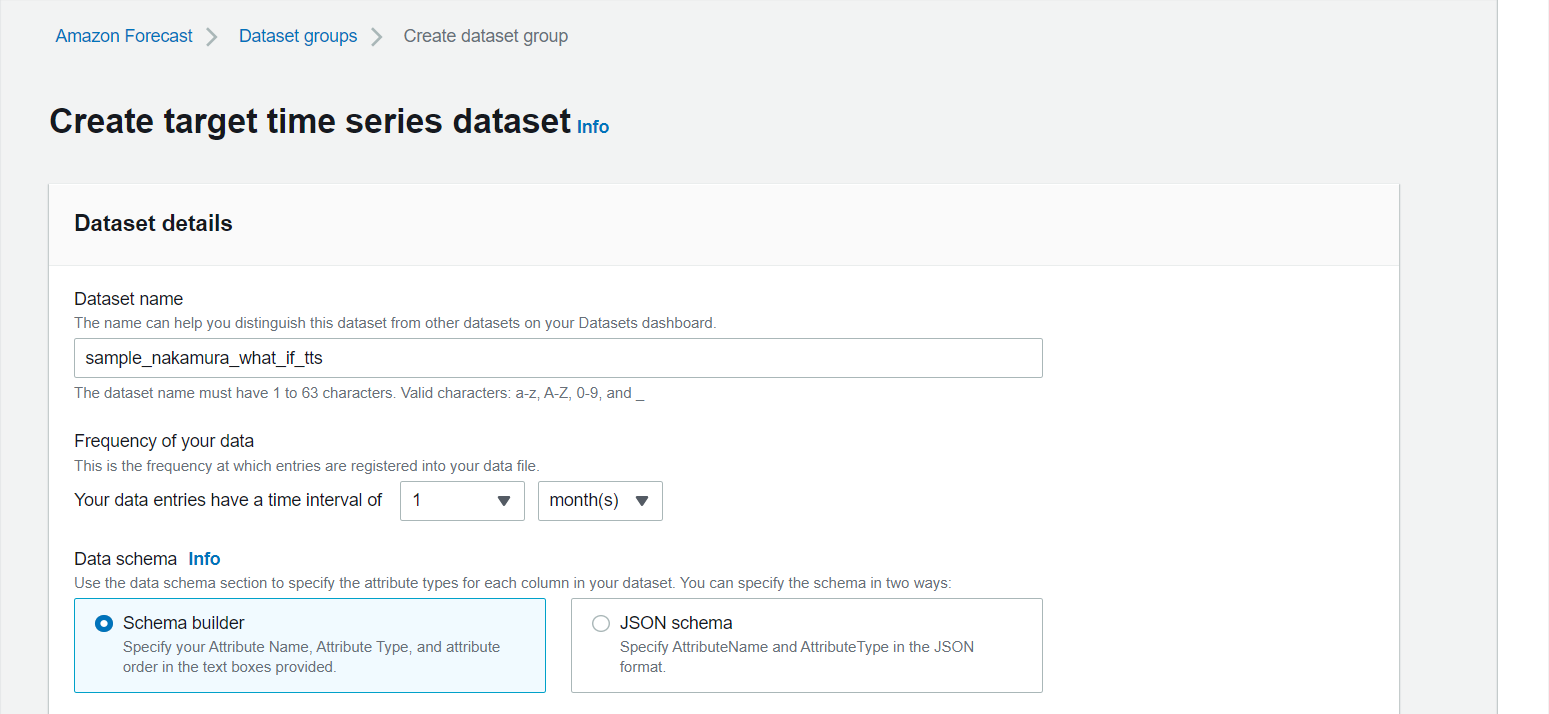 Amazon Forecast > Dataset groups > Create dataset group
Create target time series dataset Info
Dataset details
Dataset name
The name can help you distinguish this dataset from other datasets on your Datasets dashboard.
sample_nakamura_what_if_tts
The dataset name must have 1 to 63 characters. Valid characters: a-z, A-Z, 0-9, and _
Frequency of your data
This is the frequency at which entries are registered into your data file.
Your data entries have a time interval of 1 month(s)
Data schema Info
Use the data schema section to specify the attribute types for each column in your dataset. You can specify the schema in two ways:
Schema builder
Specify your Attribute Name, Attribute Type, and attribute
order in the text boxes provided.
JSON schema
Specify AttributeName and AttributeType in the JSON
format.